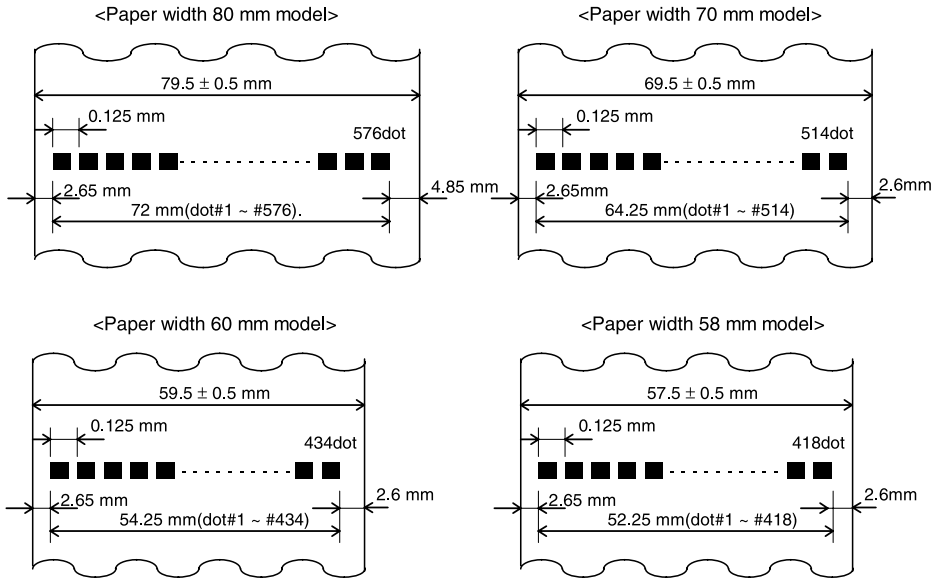 <Paper width 80 mm model>
79.5 ± 0.5 mm
0.125 mm
576dot
2.65 mm
4.85 mm
72 mm(dot#1 ~ #576).
<Paper width 70 mm model>
69.5 ± 0.5 mm
0.125 mm
514dot
2.65mm
2.6mm
64.25 mm(dot#1 ~ #514)
<Paper width 60 mm model>
59.5 ± 0.5 mm
0.125 mm
434dot
2.65 mm
2.6 mm
54.25 mm(dot#1 ~ #434)
<Paper width 58 mm model>
57.5 ± 0.5 mm
0.125 mm
418dot
2.65 mm
2.6mm
52.25 mm(dot#1 ~ #418)